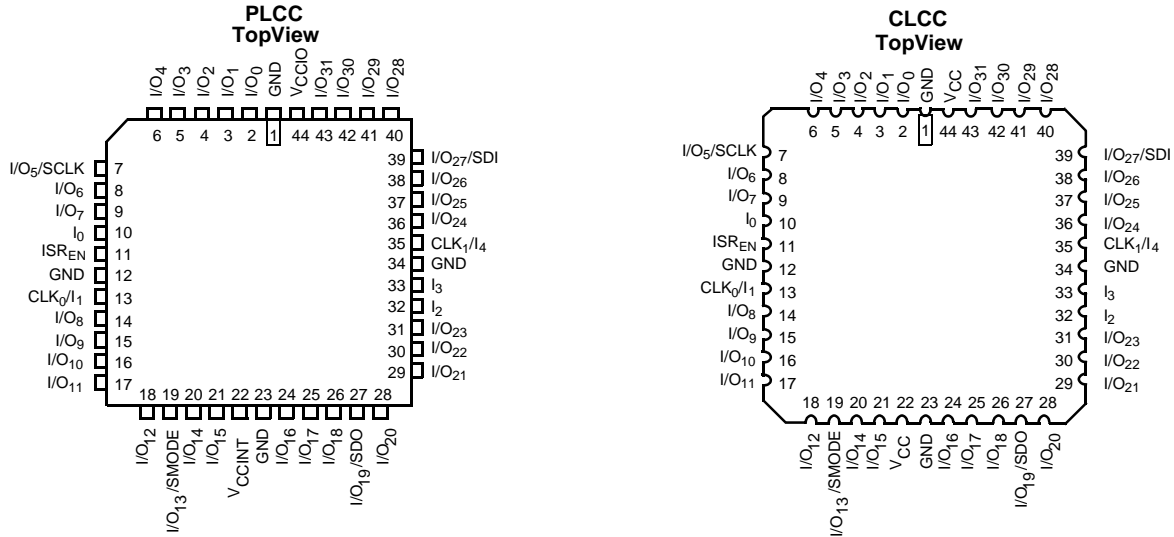 PLCC
TopView
I/O4
I/O3
I/O2
I/O1
I/O0
GND
VCCIO
I/O31
I/O30
I/O29
I/O28
6 5 4 3 2 1 44 43 42 41 40
I/O5/SCLK 7
I/O6 8
I/O7 9
I0 10
ISREN 11
GND 12
CLK0/I1 13
I/O8 14
I/O9 15
I/O10 16
I/O11 17
39 I/O27/SDI
38 I/O26
37 I/O25
36 I/O24
35 CLK1/I4
34 GND
33 I3
32 I2
31 I/O23
30 I/O22
29 I/O21
18 19 20 21 22 23 24 25 26 27 28
I/O12
I/O13/SMODE
I/O14
I/O15
VCCINT
GND
I/O16
I/O17
I/O18
I/O19/SDO
I/O20
CLCC
TopView
I/O4
I/O3
I/O2
I/O1
I/O0
GND
VCC
I/O31
I/O30
I/O29
I/O28
6 5 4 3 2 1 44 43 42 41 40
I/O5/SCLK 7
I/O6 8
I/O7 9
I0 10
ISREN 11
GND 12
CLK0/I1 13
I/O8 14
I/O9 15
I/O10 16
I/O11 17
39 I/O27/SDI
38 I/O26
37 I/O25
36 I/O24
35 CLK1/I4
34 GND
33 I3
32 I2
31 I/O23
30 I/O22
29 I/O21
18 19 20 21 22 23 24 25 26 27 28
I/O12
I/O13/SMODE
I/O14
I/O15
VCC
GND
I/O16
I/O17
I/O18
I/O19/SDO
I/O20